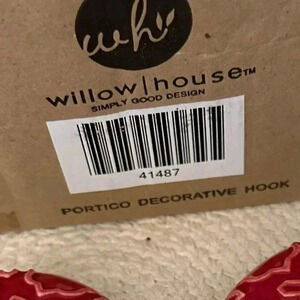 wh
willow|house™
SIMPLY GOOD DESIGN
41487
PORTICO DECORATIVE HOOK